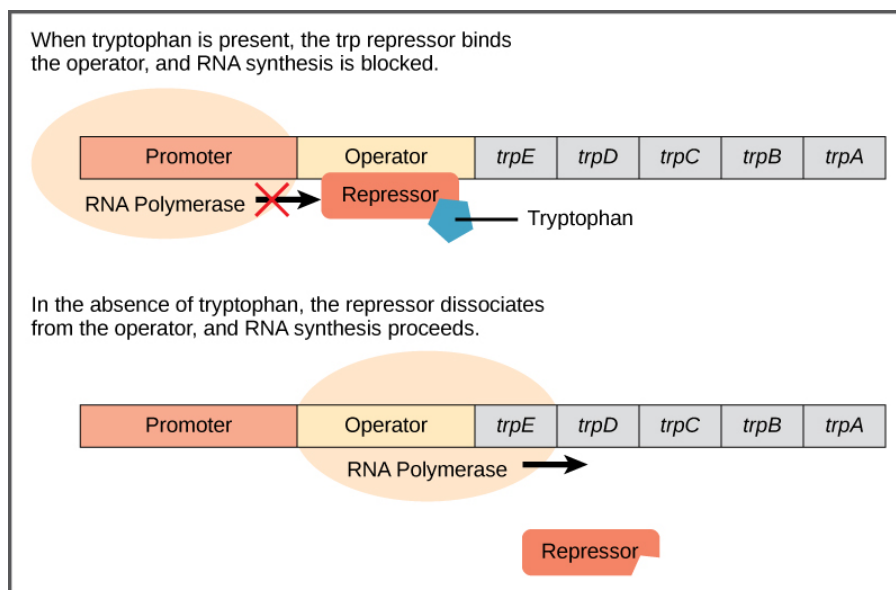 When tryptophan is present, the trp repressor binds
the operator, and RNA synthesis is blocked.
Promoter Operator trpE trpD trpC trpB trpA
RNA Polymerase Repressor
Tryptophan
In the absence of tryptophan, the repressor dissociates
from the operator, and RNA synthesis proceeds.
Promoter Operator trpE trpD trpC trpB trpA
RNA Polymerase
Repressor